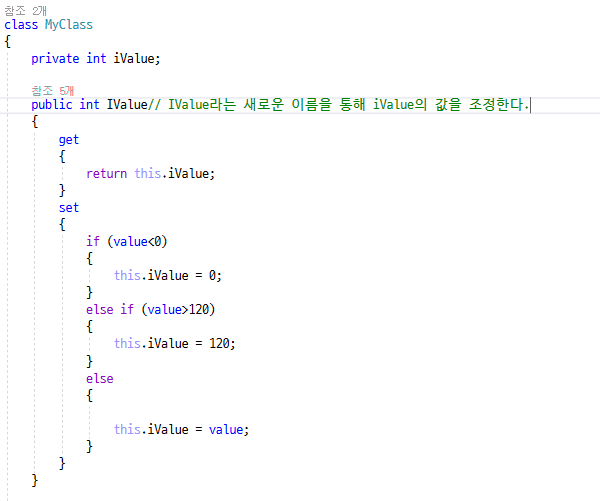 참조 2개
class MyClass
{
private int iValue;
참조 5개
public int IValue// IValue라는 새로운 이름을 통해 iValue의 값을 조정한다.
{
get
{
return this.iValue;
}
set
{
if (value<0)
{
this.iValue = 0;
}
else if (value>120)
{
this.iValue = 120;
}
else
{
this.iValue = value;
}
}
}